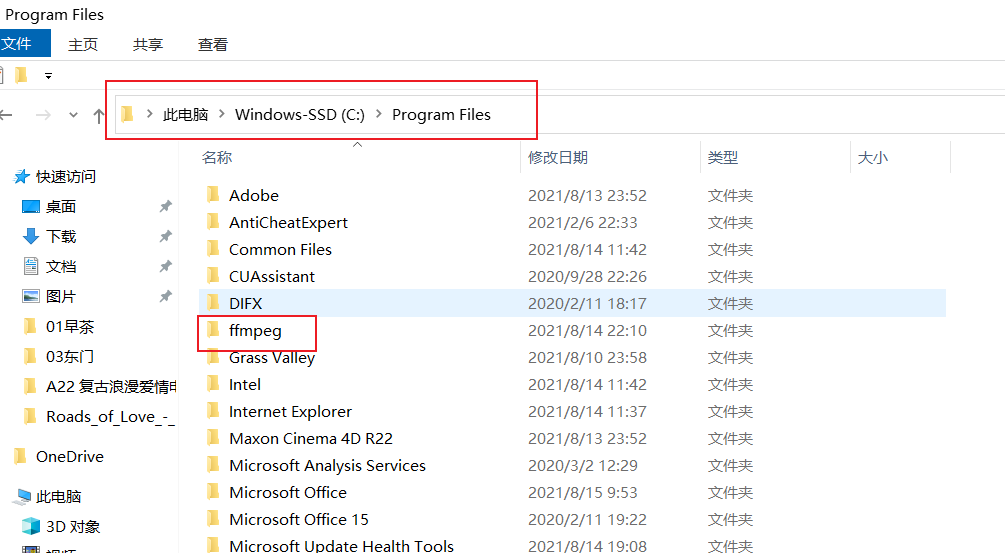 Program Files
文件 主页 共享 查看
此电脑 Windows-SSD (C:) Program Files
名称 修改日期 类型 大小
快速访问
桌面
下载
文档
图片
01早茶
03东门
A22 复古浪漫爱情
Roads_of_Love_-_
OneDrive
此电脑
3D 对象
视频
Adobe 2021/8/13 23:52 文件夹
AntiCheatExpert 2021/2/6 22:33 文件夹
Common Files 2021/8/14 11:42 文件夹
CUAssistant 2020/9/28 22:26 文件夹
DIFX 2020/2/11 18:17 文件夹
ffmpeg 2021/8/14 22:10 文件夹
Grass Valley 2021/8/10 23:58 文件夹
Intel 2021/8/14 11:42 文件夹
Internet Explorer 2021/8/14 11:37 文件夹
Maxon Cinema 4D R22 2021/8/13 23:52 文件夹
Microsoft Analysis Services 2020/3/2 12:29 文件夹
Microsoft Office 2021/8/15 9:53 文件夹
Microsoft Office 15 2020/2/11 19:22 文件夹
Microsoft Update Health Tools 2021/8/14 19:08 文件夹